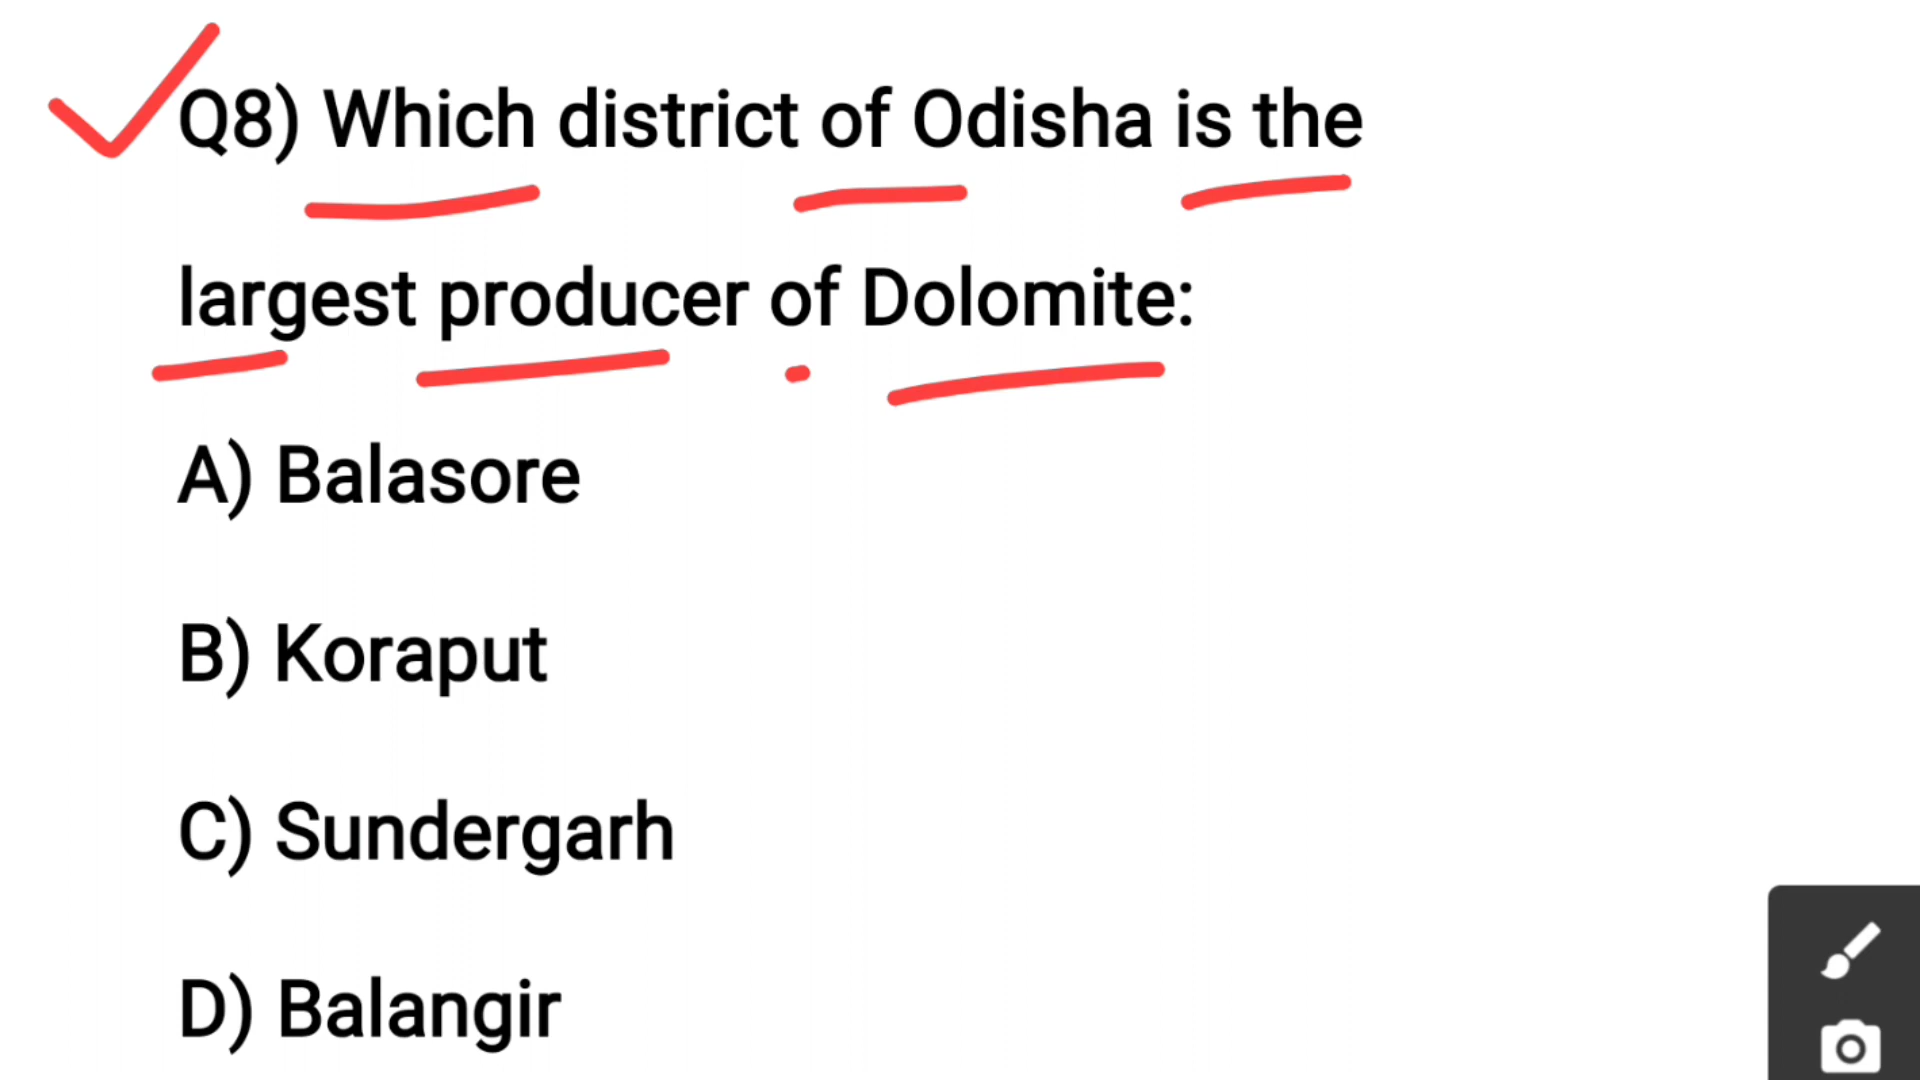 Q8) Which district of Odisha is the
largest producer of Dolomite:
A) Balasore
B) Koraput
C) Sundergarh
D) Balangir